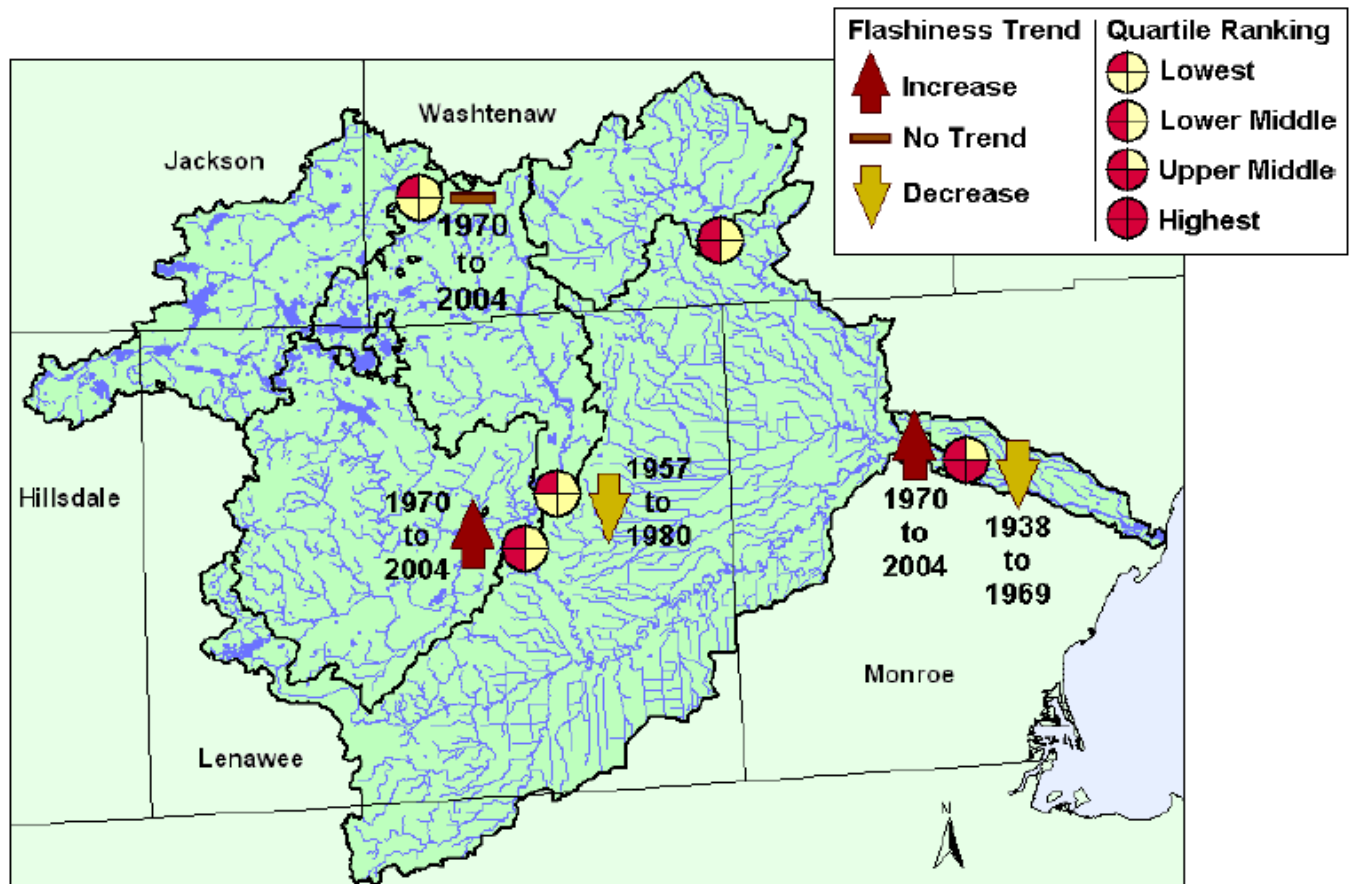 Flashiness Trend
Increase
No Trend
Decrease
Quartile Ranking
Lowest
Lower Middle
Upper Middle
Highest
Washtenaw
Jackson
1970
to
2004
Hillsdale
1970
to
2004
1957
to
1980
1970
to
2004
1938
to
1969
Monroe
Lenawee
N